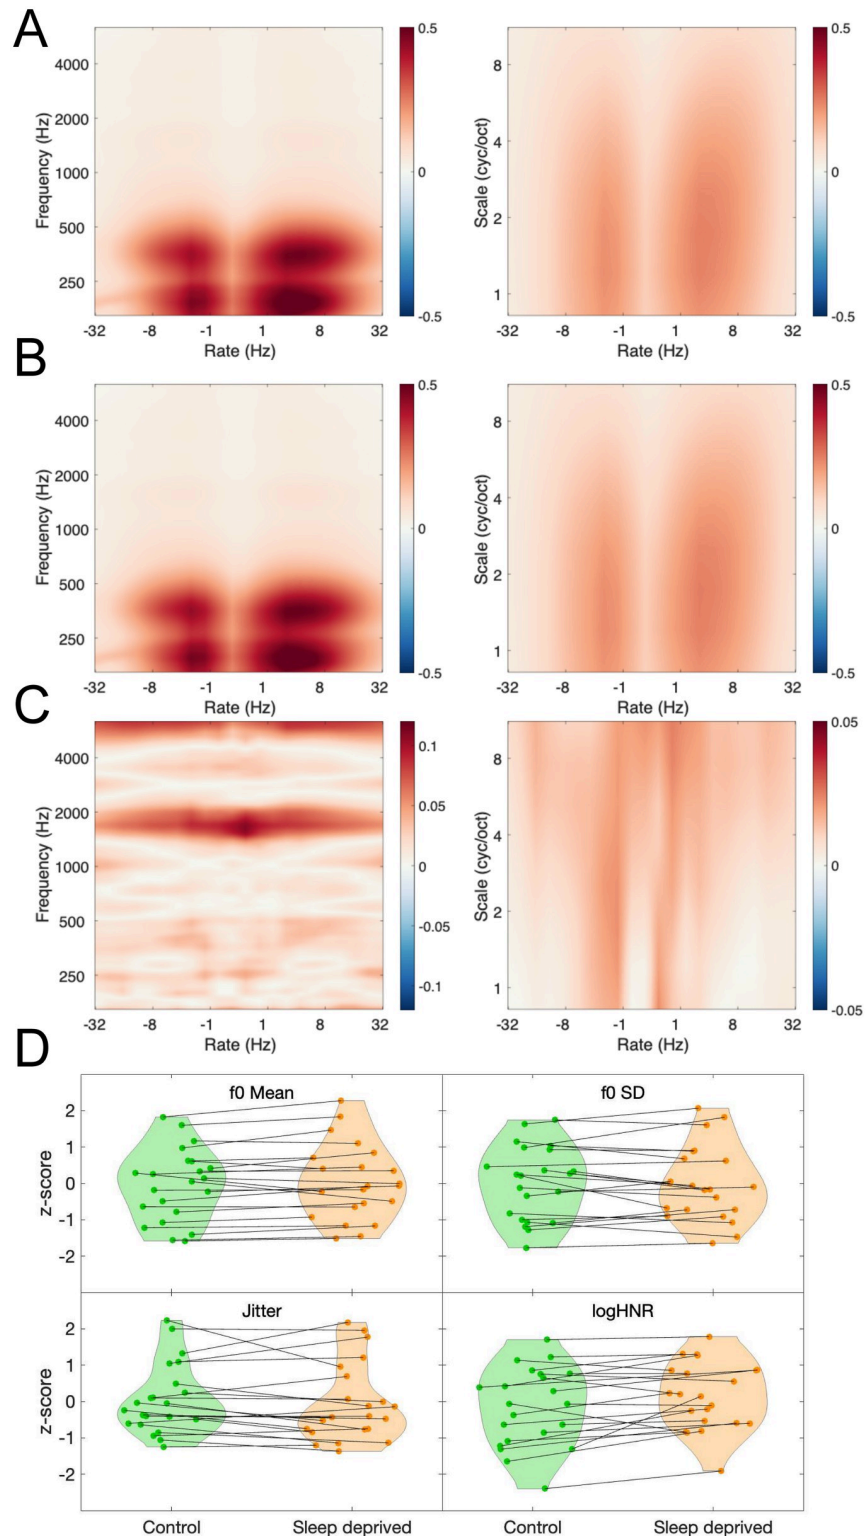 A
Frequency (Hz)
4000
2000
1000
500
250
-32 -8 -1 1 8 32
Rate (Hz)
0.5
0
-0.5
Scale (cyc/oct)
8
4
2
1
-32 -8 -1 1 8 32
Rate (Hz)
0.5
0
-0.5
B
Frequency (Hz)
4000
2000
1000
500
250
-32 -8 -1 1 8 32
Rate (Hz)
0.5
0
-0.5
Scale (cyc/oct)
8
4
2
1
-32 -8 -1 1 8 32
Rate (Hz)
0.5
0
-0.5
C
Frequency (Hz)
4000
2000
1000
500
250
-32 -8 -1 1 8 32
Rate (Hz)
0.1
0.05
0
-0.05
-0.1
Scale (cyc/oct)
8
4
2
1
-32 -8 -1 1 8 32
Rate (Hz)
0.05
0
-0.05
D
f0 Mean
f0 SD
z-score
2
1
0
-1
-2
Jitter
logHNR
z-score
2
1
0
-1
-2
Control Sleep deprived Control Sleep deprived